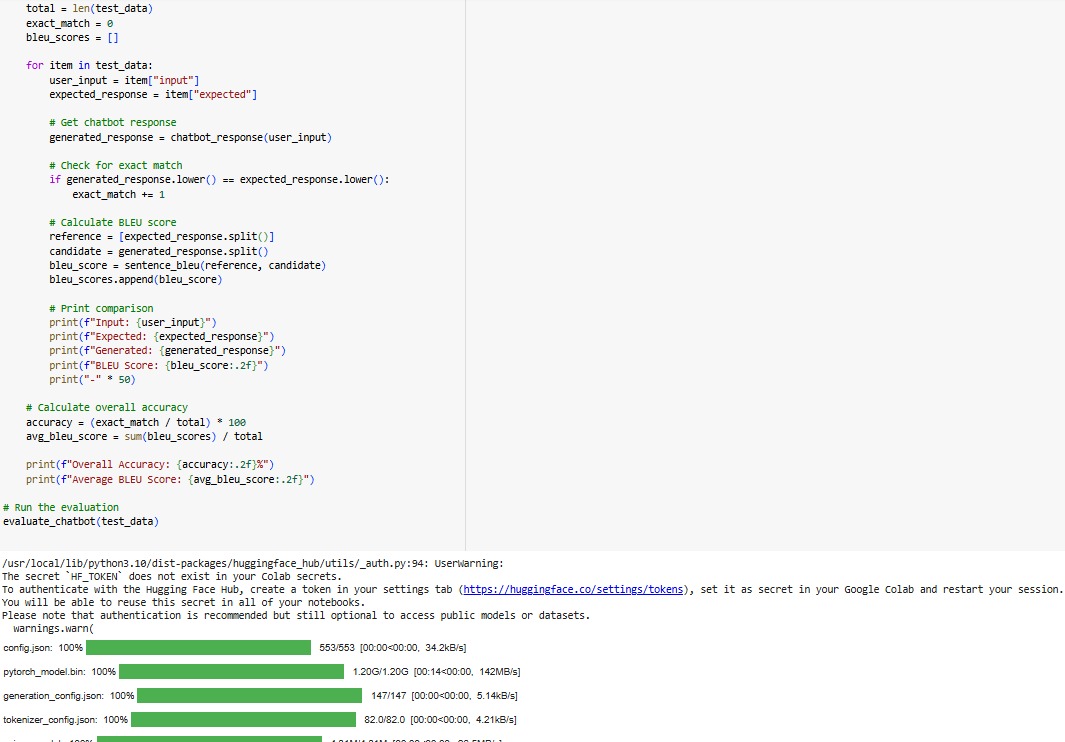 total = len(test_data)
exact_match = 0
bleu_scores = []
for item in test_data:
user_input = item["input"]
expected_response = item["expected"]
# Get chatbot response
generated_response = chatbot_response(user_input)
# Check for exact match
if generated_response.lower() == expected_response.lower():
exact_match += 1
# Calculate BLEU score
reference = [expected_response.split()]
candidate = generated_response.split()
bleu_score = sentence_bleu(reference, candidate)
bleu_scores.append(bleu_score)
# Print comparison
print(f"Input: {user_input}")
print(f"Expected: {expected_response}")
print(f"Generated: {generated_response}")
print(f"BLEU Score: {bleu_score:.2f}")
print("-" * 50)
# Calculate overall accuracy
accuracy = (exact_match / total) * 100
avg_bleu_score = sum(bleu_scores) / total
print(f"Overall Accuracy: {accuracy:.2f}%")
print(f"Average BLEU Score: {avg_bleu_score:.2f}")
# Run the evaluation
evaluate_chatbot(test_data)
/usr/local/lib/python3.10/dist-packages/huggingface_hub/utils/_auth.py:94: UserWarning:
The secret `HF_TOKEN` does not exist in your Colab secrets.
To authenticate with the Hugging Face Hub, create a token in your settings tab (https://huggingface.co/settings/tokens), set it as secret in your Google Colab and restart your session.
You will be able to reuse this secret in all of your notebooks.
Please note that authentication is recommended but still optional to access public models or datasets.
warnings.warn(
config.json: 100% 553/553 [00:00<00:00, 34.2kB/s]
pytorch_model.bin: 100% 1.20G/1.20G [00:14<00:00, 142MB/s]
generation_config.json: 100% 147/147 [00:00<00:00, 5.14kB/s]
tokenizer_config.json: 100% 82.0/82.0 [00:00<00:00, 4.21kB/s]